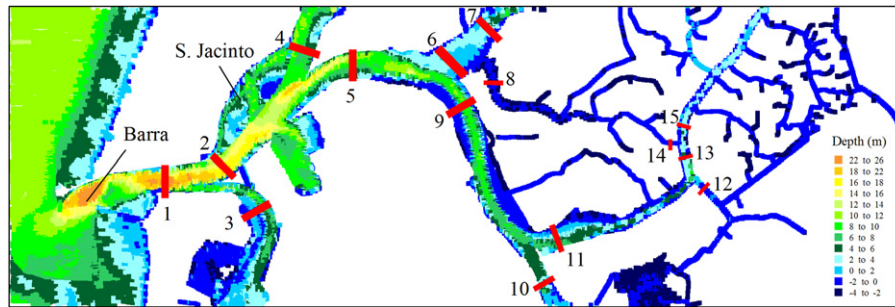 7
4
6
S. Jacinto
8
5
9
15
Barra
2
14
13
Depth (m)
22 to 26
18 to 22
16 to 18
14 to 16
12 to 14
10 to 12
8 to 10
6 to 8
4 to 6
2 to 4
0 to 2
-2 to 0
-4 to -2
12
1
3
11
10